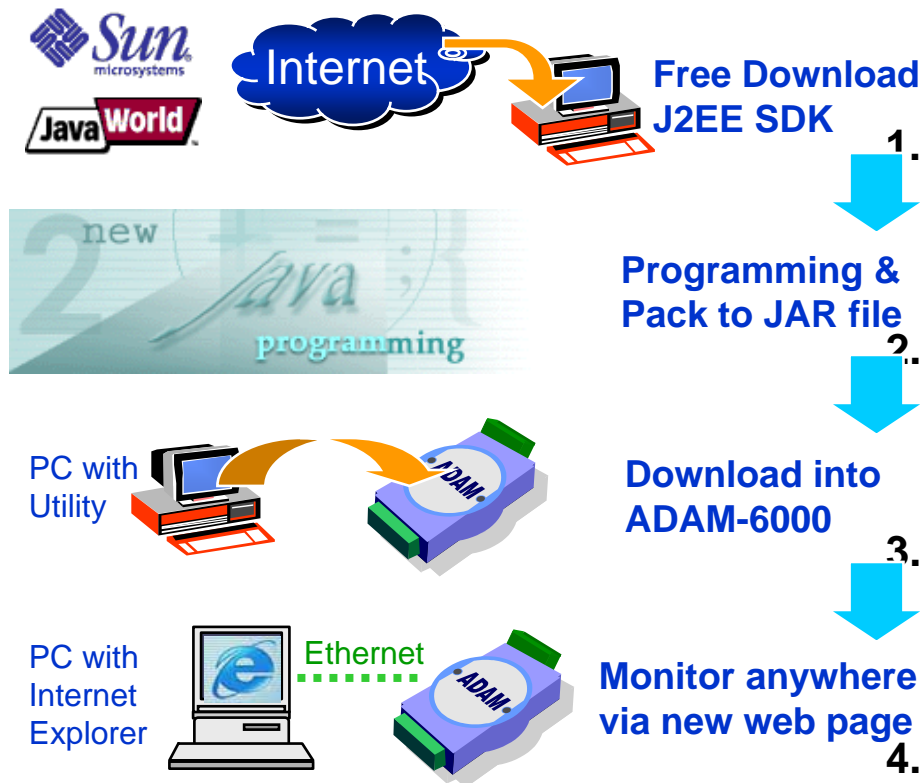 Sun
microsystems
Java World
Internet
Free Download
J2EE SDK
1.
2 new
Java
programming
Programming &
Pack to JAR file
2.
PC with
Utility
ADAM
Download into
ADAM-6000
3.
PC with
Internet
Explorer
Ethernet
ADAM
Monitor anywhere
via new web page
4.